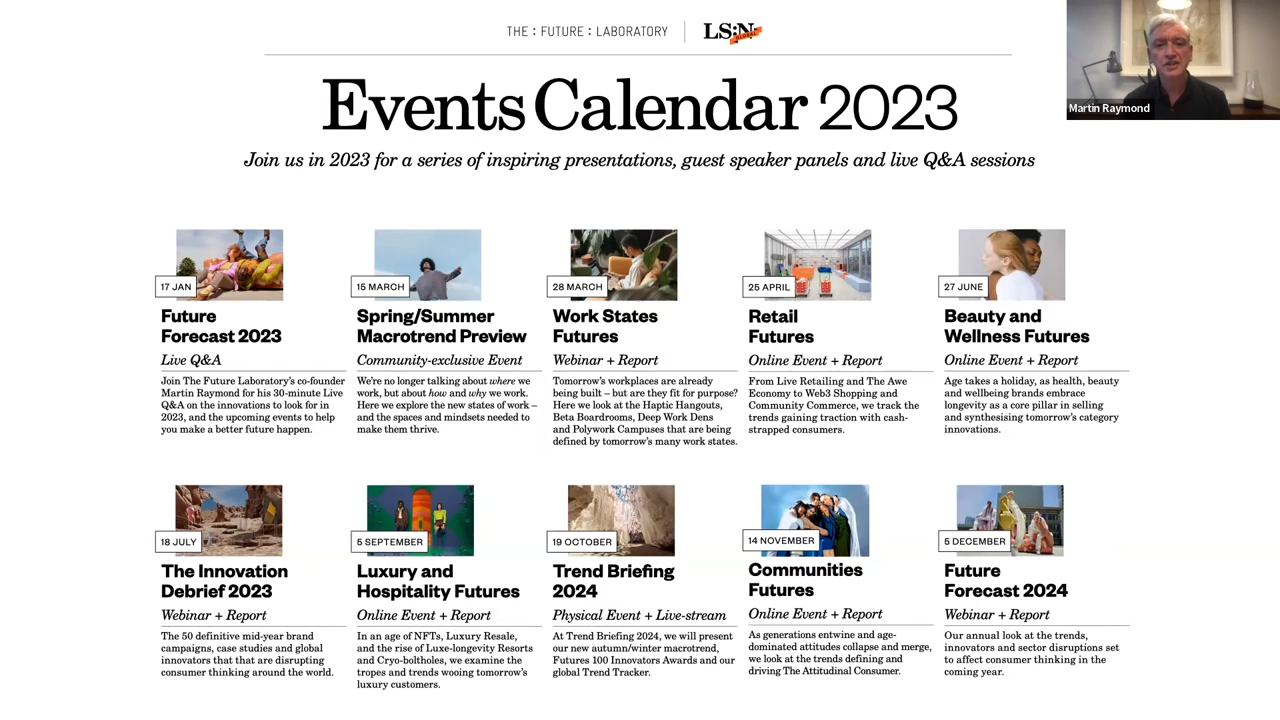 THE : FUTURE : LABORATORY
LS:N GLOBAL
Martin Raymond
Events Calendar 2023
Join us in 2023 for a series of inspiring presentations, guest speaker panels and live Q&A sessions
17 JAN
Future
Forecast 2023
Live Q&A
Join The Future Laboratory's co-founder
Martin Raymond for his 30-minute Live
Q&A on the innovations to look for in
2023, and the upcoming events to help
you make a better future happen.
15 MARCH
Spring/Summer
Macrotrend Preview
Community-exclusive Event
We're no longer talking about where we
work, but about how and why we work.
Here we explore the new states of work –
and the spaces and mindsets needed to
make them thrive.
28 MARCH
Work States
Futures
Webinar + Report
Tomorrow's workplaces are already
being built – but are they fit for purpose?
Here we look at the Haptic Hangouts,
Beta Boardrooms, Deep Work Dens
and Polywork Campuses that are being
defined by tomorrow's many work states.
25 APRIL
Retail
Futures
Online Event + Report
From Live Retailing and The Awe
Economy to Web3 Shopping and
Community Commerce, we track the
trends gaining traction with cash-
strapped consumers.
27 JUNE
Beauty and
Wellness Futures
Online Event + Report
Age takes a holiday, as health, beauty
and wellbeing brands embrace
longevity as a core pillar in selling
and synthesising tomorrow's category
innovations.
18 JULY
The Innovation
Debrief 2023
Webinar + Report
The 50 definitive mid-year brand
campaigns, case studies and global
innovators that that are disrupting
consumer thinking around the world.
5 SEPTEMBER
Luxury and
Hospitality Futures
Online Event + Report
In an age of NFTs, Luxury Resale,
and the rise of Luxe-longevity Resorts
and Cryo-boltholes, we examine the
tropes and trends wooing tomorrow's
luxury customers.
19 OCTOBER
Trend Briefing
2024
Physical Event + Live-stream
At Trend Briefing 2024, we will present
our new autumn/winter macrotrend,
Futures 100 Innovators Awards and our
global Trend Tracker.
14 NOVEMBER
Communities
Futures
Online Event + Report
As generations entwine and age-
dominated attitudes collapse and merge,
we look at the trends defining and
driving The Attitudinal Consumer.
5 DECEMBER
Future
Forecast 2024
Webinar + Report
Our annual look at the trends,
innovators and sector disruptions set
to affect consumer thinking in the
coming year.